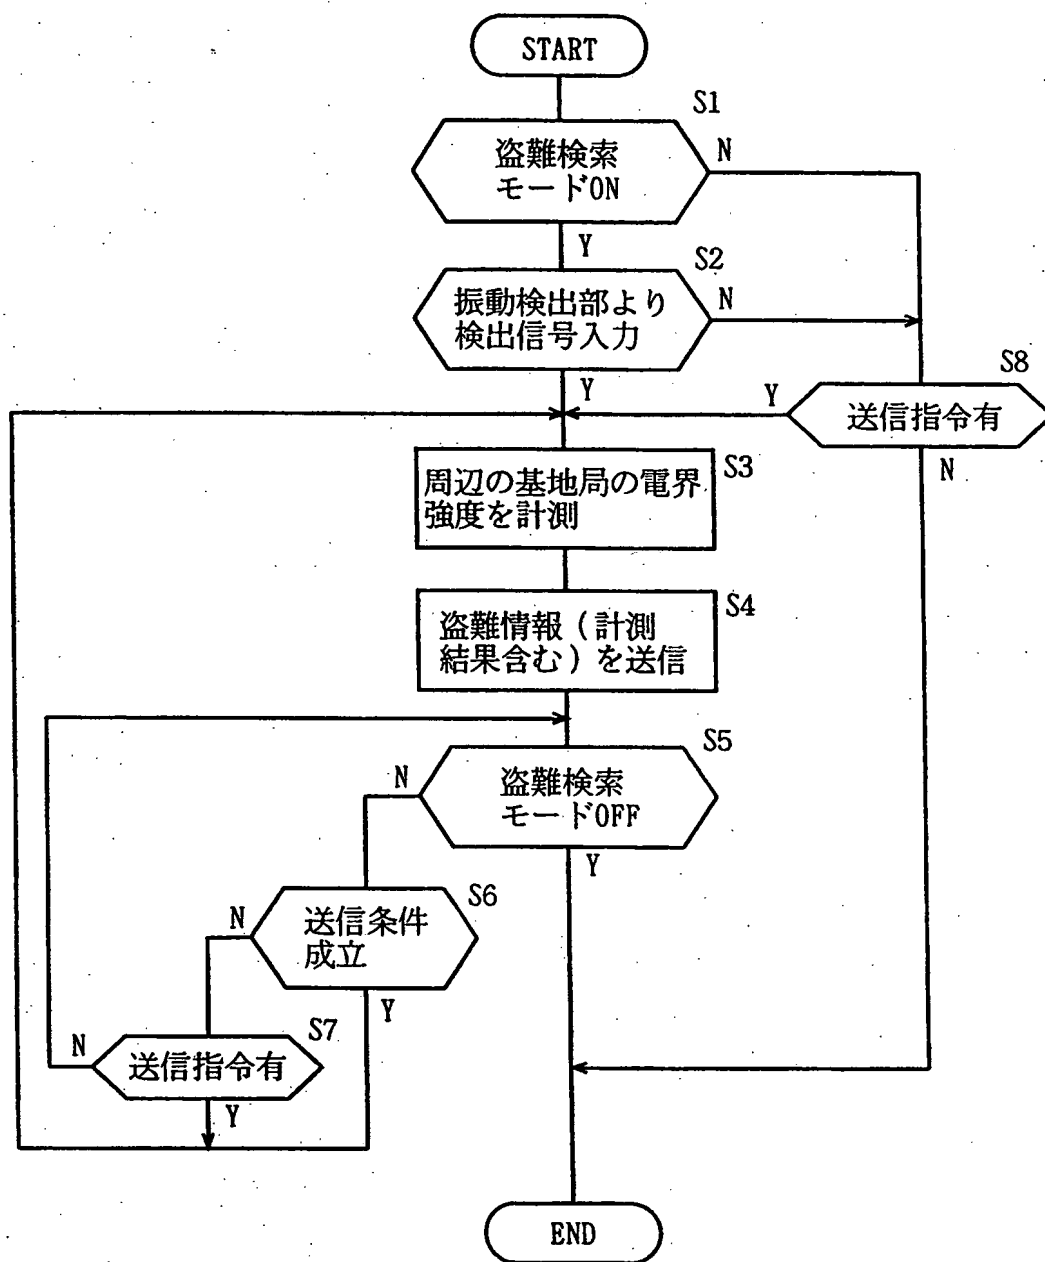 START
S1
盗難検索
モードON
N
Y
S2
振動検出部より
検出信号入力
N
Y
S8
送信指令有
Y
N
S3
周辺の基地局の電界
強度を計測
S4
盗難情報（計測
結果含む）を送信
S5
盗難検索
モードOFF
N
Y
S6
送信条件
成立
N
Y
S7
送信指令有
N
Y
END